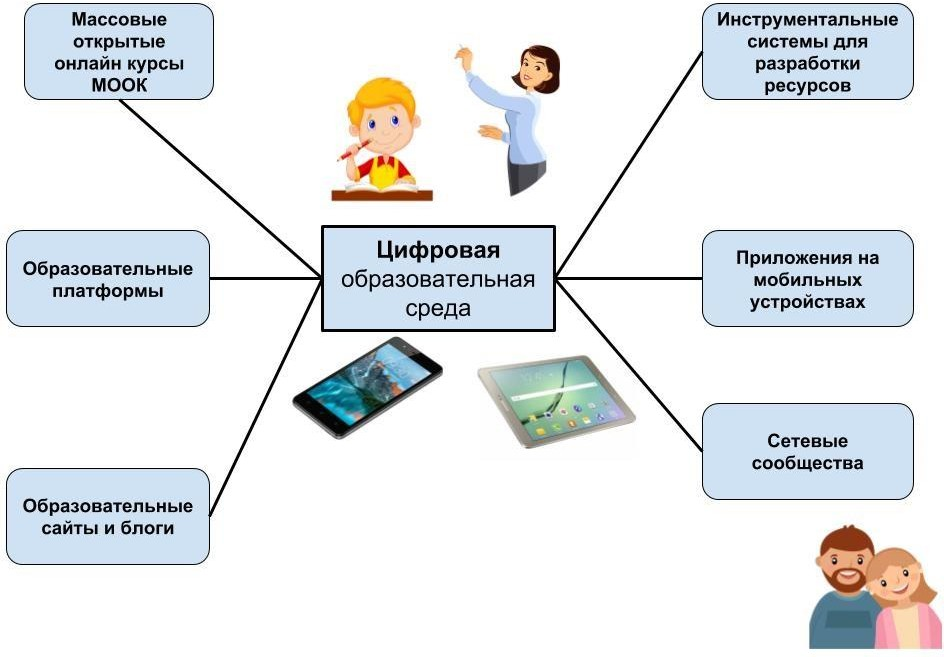 Массовые
открытые
онлайн курсы
МООК
Инструментальные
системы для
разработки
ресурсов
Цифровая
образовательная
среда
Образовательные
платформы
Приложения на
мобильных
устройствах
Образовательные
сайты и блоги
Сетевые
сообщества